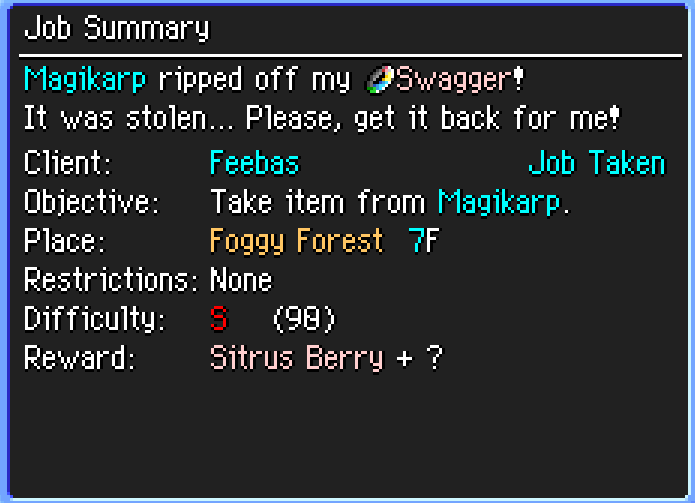 Job Summary
Magikarp ripped off my Swagger!
It was stolen... Please, get it back for me!
Client: Feebas Job Taken
Objective: Take item from Magikarp.
Place: Foggy Forest 7F
Restrictions: None
Difficulty: S (90)
Reward: Sitrus Berry + ?